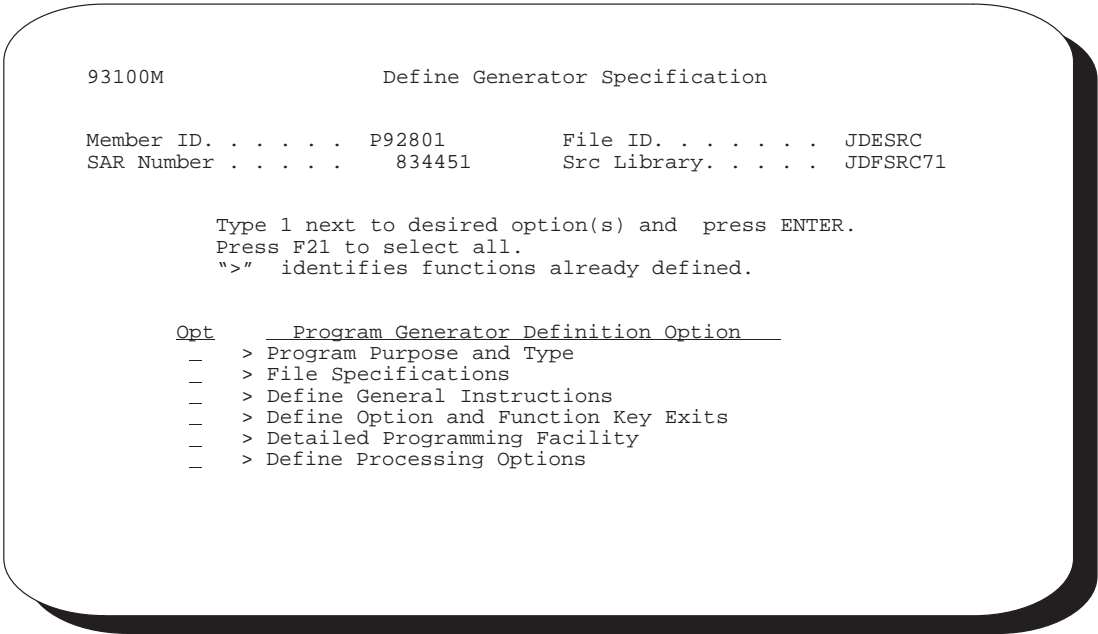 93100M Define Generator Specification
Member ID. . . . . . P92801 File ID. . . . . . . JDESRC
SAR Number . . . . . 834451 Src Library. . . . . JDFSRC71
Type 1 next to desired option(s) and press ENTER.
Press F21 to select all.
“>” identifies functions already defined.
Opt Program Generator Definition Option
_ > Program Purpose and Type
_ > File Specifications
_ > Define General Instructions
_ > Define Option and Function Key Exits
_ > Detailed Programming Facility
_ > Define Processing Options